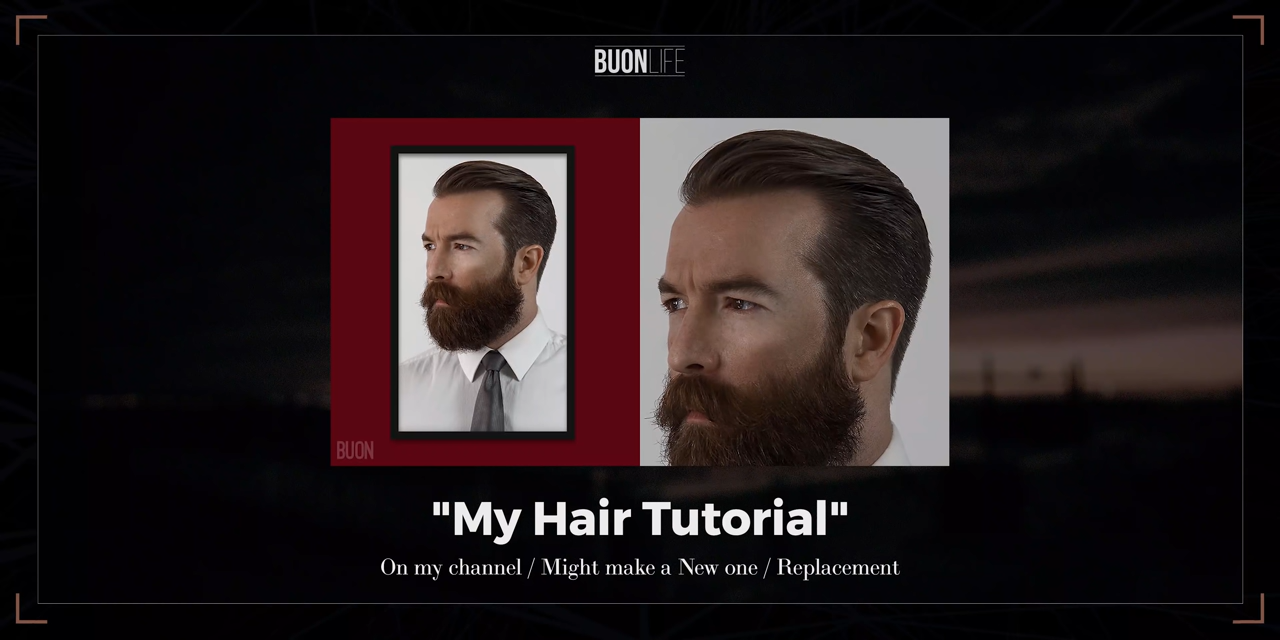 BUONLIFE
BUON
"My Hair Tutorial"
On my channel / Might make a New one / Replacement